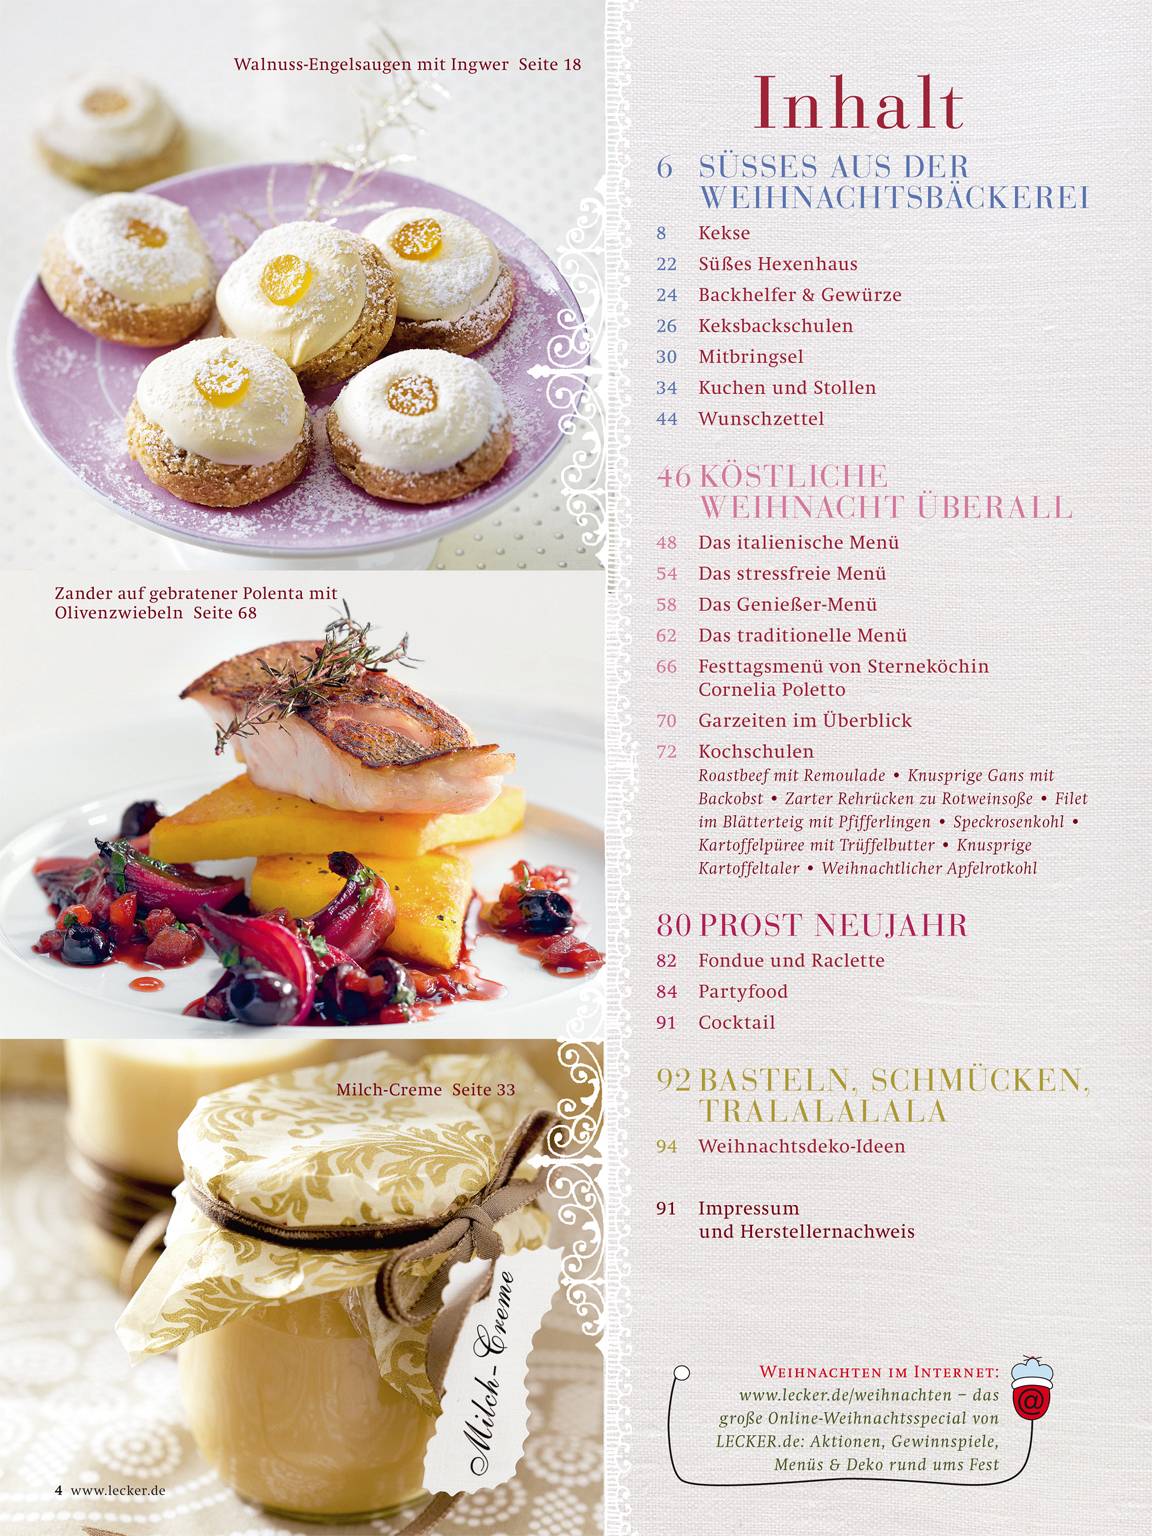 Walnuss-Engelsaugen mit Ingwer Seite 18
Zander auf gebratener Polenta mit
Olivenzwiebeln Seite 68
Milch-Creme Seite 33
Milch-Creme
4 www.lecker.de
Inhalt
6 SÜSSES AUS DER
WEIHNACHTSBÄCKEREI
8 Kekse
22 Süßes Hexenhaus
24 Backhelfer & Gewürze
26 Keksbackschulen
30 Mitbringsel
34 Kuchen und Stollen
44 Wunschzettel
46 KÖSTLICHE
WEIHNACHT ÜBERALL
48 Das italienische Menü
54 Das stressfreie Menü
58 Das Genießer-Menü
62 Das traditionelle Menü
66 Festtagsmenü von Sterneköchin
Cornelia Poletto
70 Garzeiten im Überblick
72 Kochschulen
Roastbeef mit Remoulade • Knusprige Gans mit
Backobst • Zarter Rehrücken zu Rotweinsoße • Filet
im Blätterteig mit Pfifferlingen • Speckrosenkohl •
Kartoffelpüree mit Trüffelbutter • Knusprige
Kartoffeltaler • Weihnachtlicher Apfelrotkohl
80 PROST NEUJAHR
82 Fondue und Raclette
84 Partyfood
91 Cocktail
92 BASTELN, SCHMÜCKEN,
TRALALALALA
94 Weihnachtsdeko-Ideen
91 Impressum
und Herstellernachweis
WEIHNACHTEN IM INTERNET:
www.lecker.de/weihnachten – das
große Online-Weihnachtsspecial von
LECKER.de: Aktionen, Gewinnspiele,
Menüs & Deko rund ums Fest
@